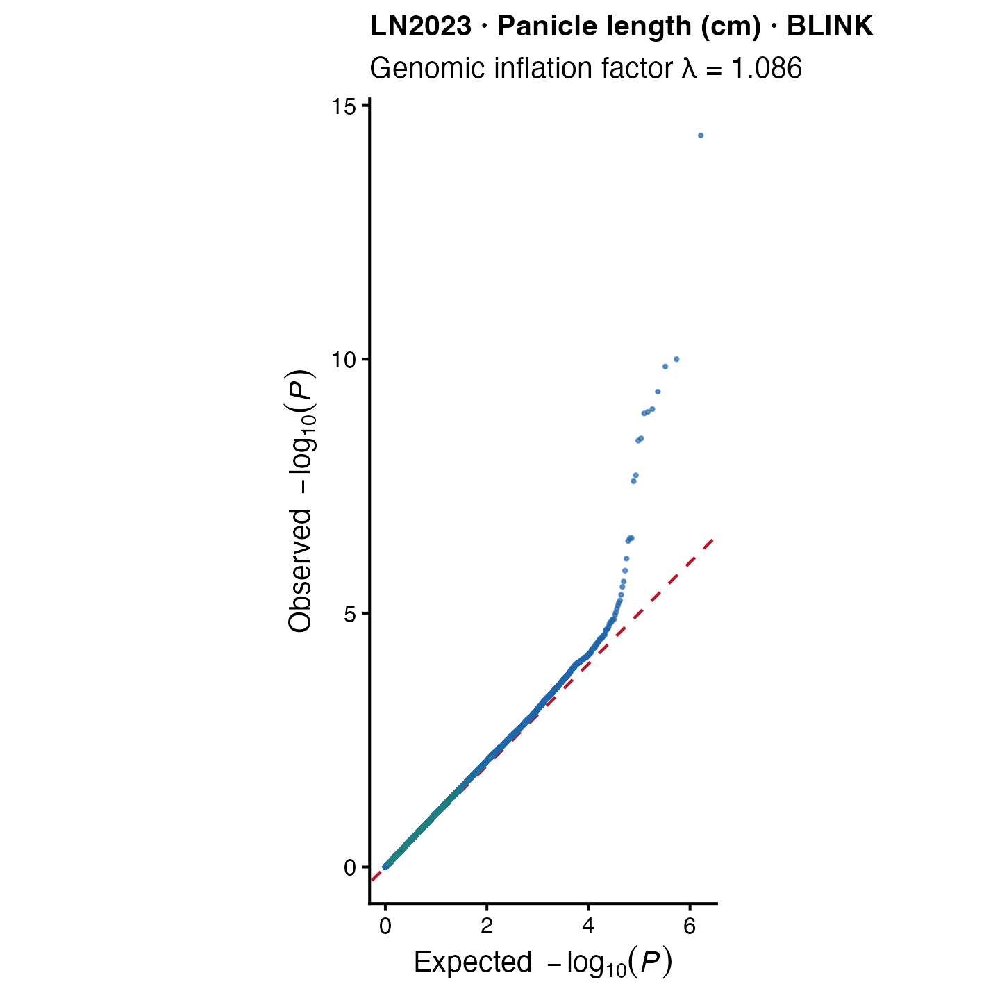 LN2023 · Panicle length (cm) · BLINK
Genomic inflation factor λ = 1.086
15
10
5
0
Observed −log₁₀(P)
0 2 4 6
Expected −log₁₀(P)